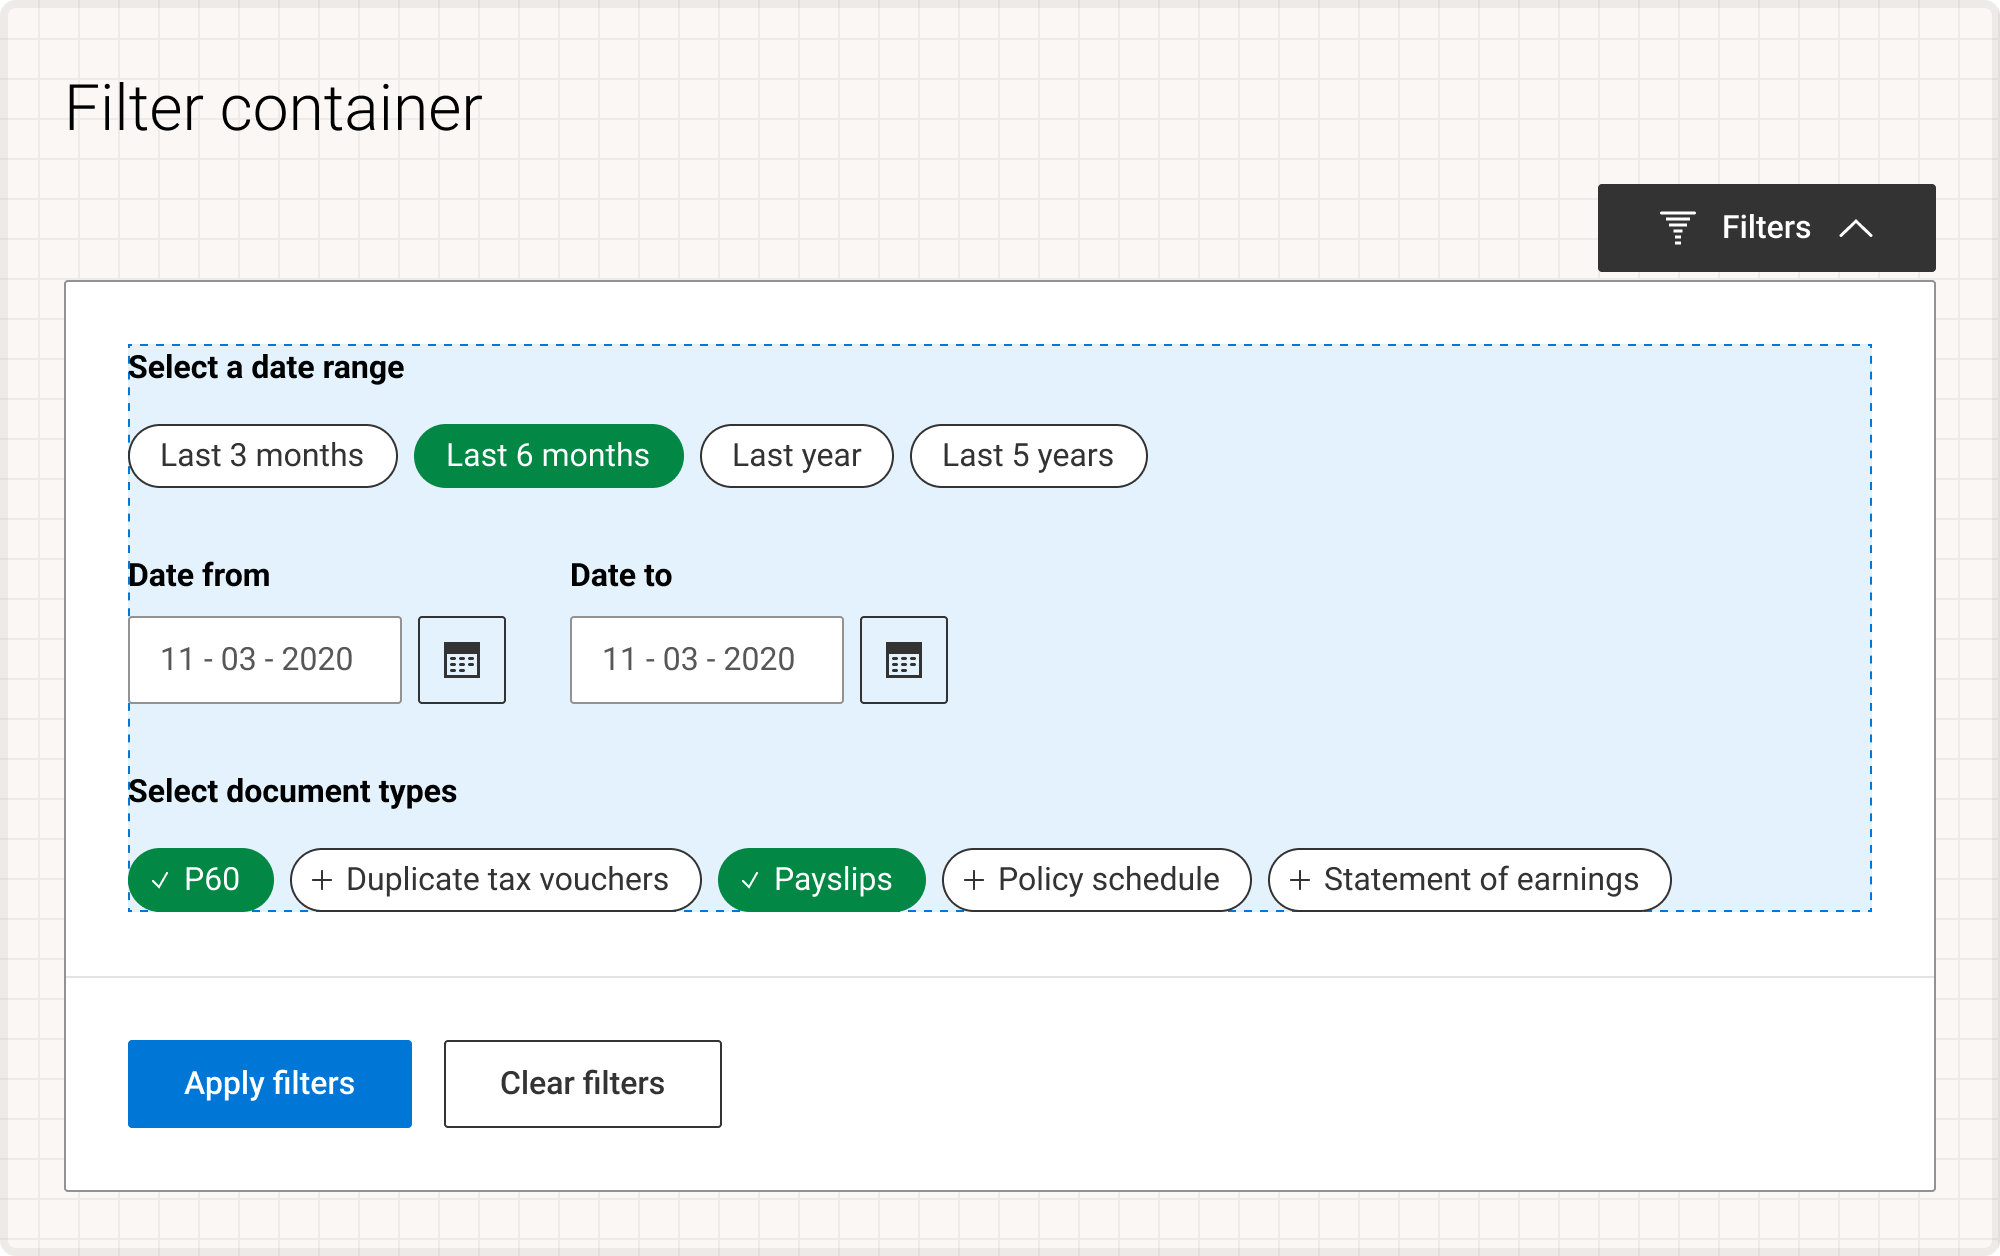 Filter container
Filters
Select a date range
Last 3 months Last 6 months Last year Last 5 years
Date from Date to
11 - 03 - 2020 11 - 03 - 2020
Select document types
P60 Duplicate tax vouchers Payslips Policy schedule Statement of earnings
Apply filters Clear filters